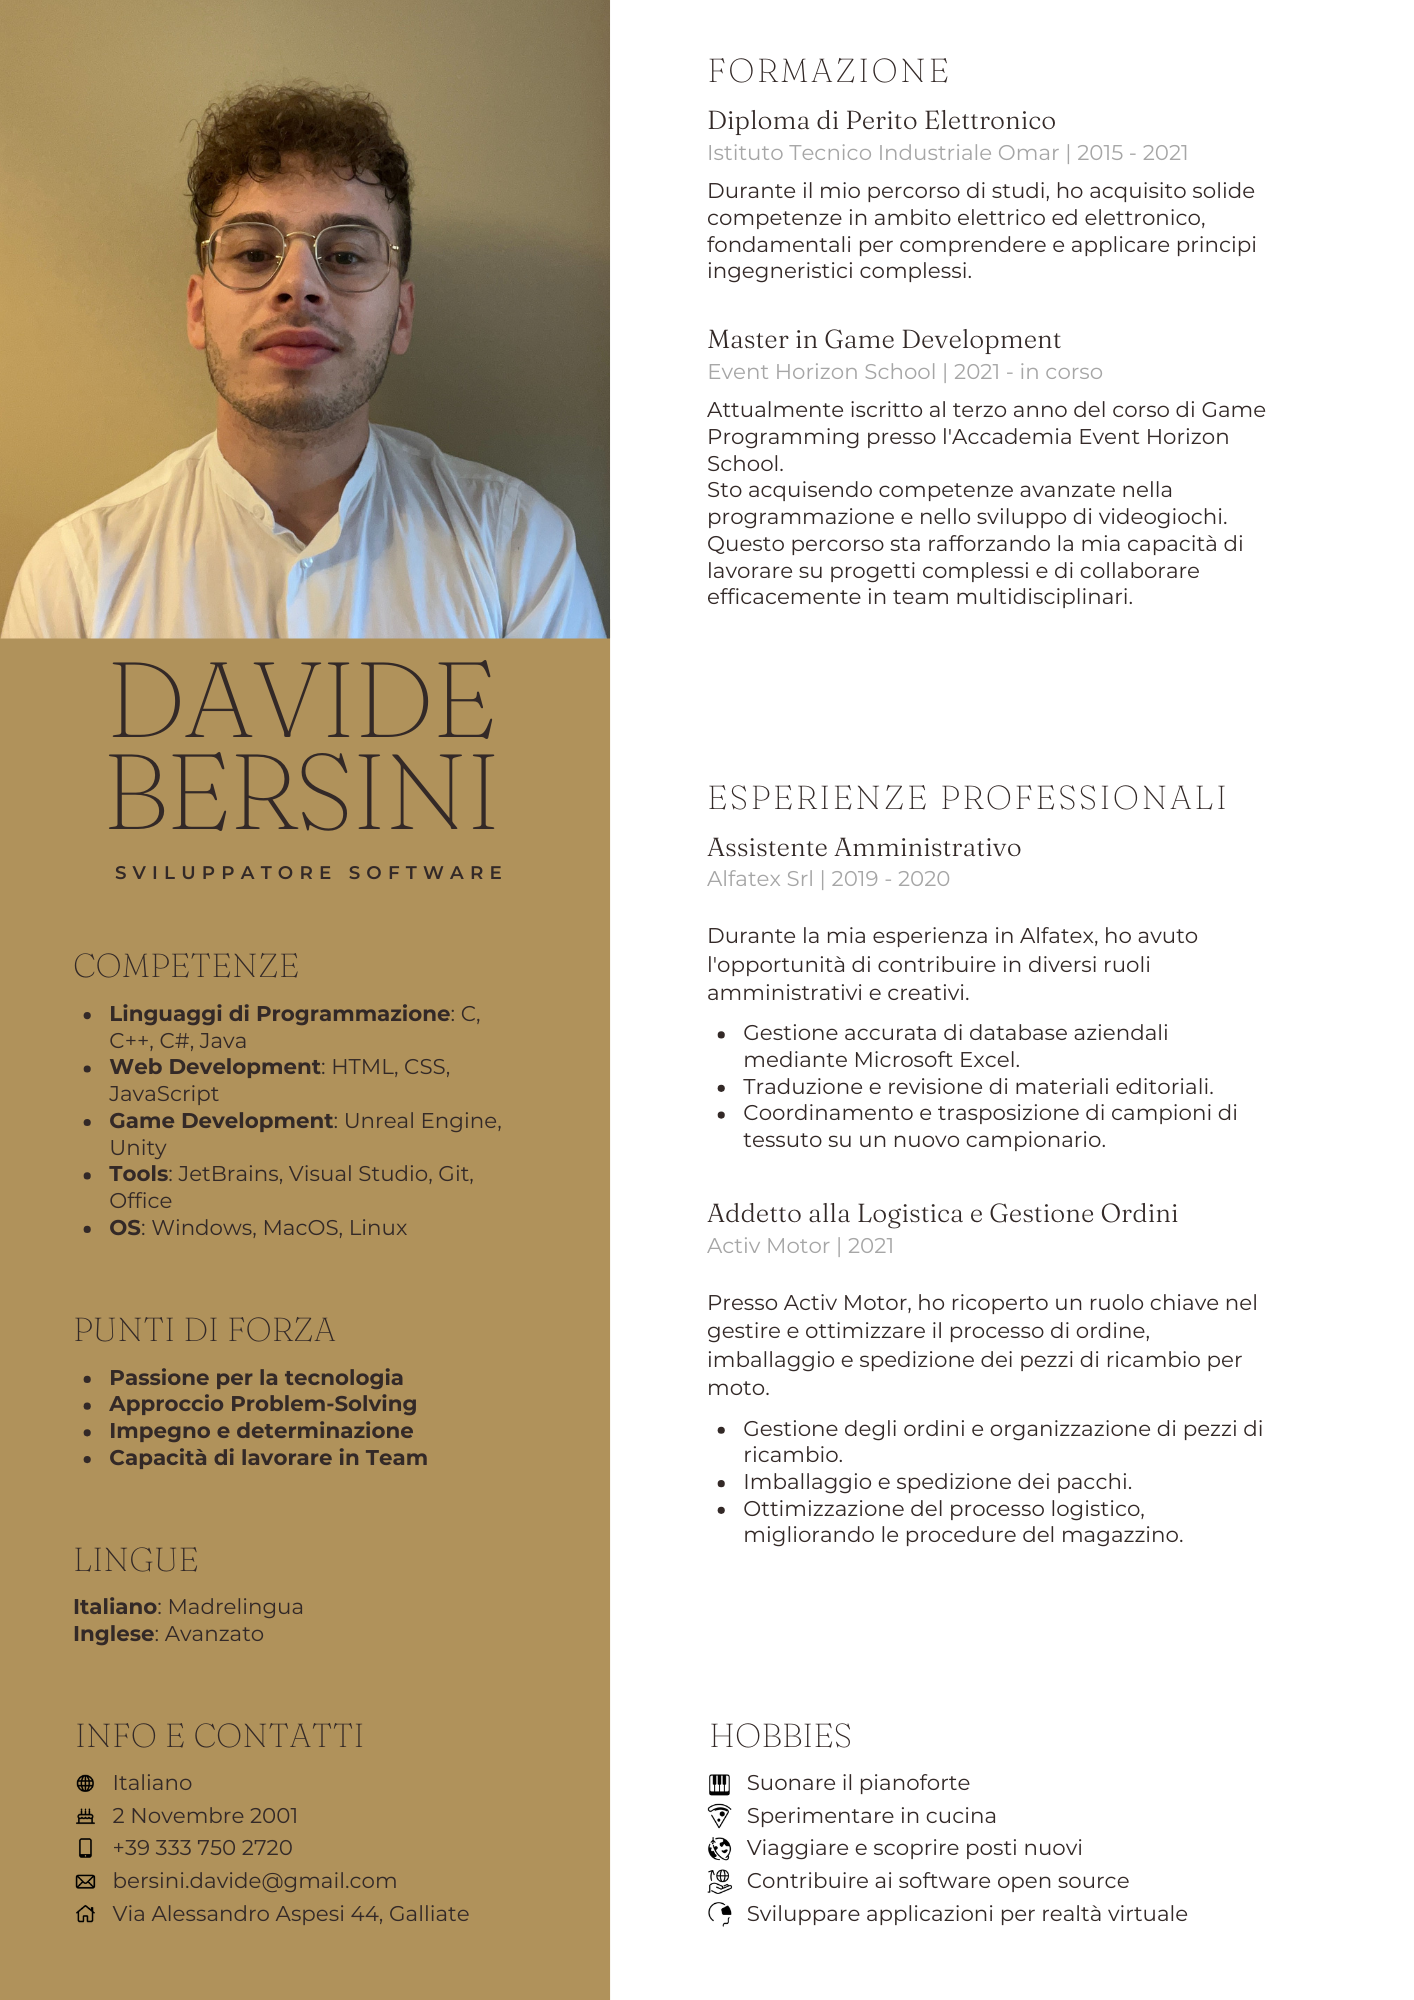 DAVIDE
BERSINI
SVILUPPATORE SOFTWARE
COMPETENZE
Linguaggi di Programmazione: C,
C++, C#, Java
Web Development: HTML, CSS,
JavaScript
Game Development: Unreal Engine,
Unity
Tools: JetBrains, Visual Studio, Git,
Office
OS: Windows, MacOS, Linux
PUNTI DI FORZA
Passione per la tecnologia
Approccio Problem-Solving
Impegno e determinazione
Capacità di lavorare in Team
LINGUE
Italiano: Madrelingua
Inglese: Avanzato
INFO E CONTATTI
Italiano
2 Novembre 2001
+39 333 750 2720
bersini.davide@gmail.com
Via Alessandro Aspesi 44, Galliate
FORMAZIONE
Diploma di Perito Elettronico
Istituto Tecnico Industriale Omar | 2015 - 2021
Durante il mio percorso di studi, ho acquisito solide
competenze in ambito elettrico ed elettronico,
fondamentali per comprendere e applicare principi
ingegneristici complessi.
Master in Game Development
Event Horizon School | 2021 - in corso
Attualmente iscritto al terzo anno del corso di Game
Programming presso l'Accademia Event Horizon
School.
Sto acquisendo competenze avanzate nella
programmazione e nello sviluppo di videogiochi.
Questo percorso sta rafforzando la mia capacità di
lavorare su progetti complessi e di collaborare
efficacemente in team multidisciplinari.
ESPERIENZE PROFESSIONALI
Assistente Amministrativo
Alfatex Srl | 2019 - 2020
Durante la mia esperienza in Alfatex, ho avuto
l'opportunità di contribuire in diversi ruoli
amministrativi e creativi.
Gestione accurata di database aziendali
mediante Microsoft Excel.
Traduzione e revisione di materiali editoriali.
Coordinamento e trasposizione di campioni di
tessuto su un nuovo campionario.
Addetto alla Logistica e Gestione Ordini
Activ Motor | 2021
Presso Activ Motor, ho ricoperto un ruolo chiave nel
gestire e ottimizzare il processo di ordine,
imballaggio e spedizione dei pezzi di ricambio per
moto.
Gestione degli ordini e organizzazione di pezzi di
ricambio.
Imballaggio e spedizione dei pacchi.
Ottimizzazione del processo logistico,
migliorando le procedure del magazzino.
HOBBIES
Suonare il pianoforte
Sperimentare in cucina
Viaggiare e scoprire posti nuovi
Contribuire ai software open source
Sviluppare applicazioni per realtà virtuale